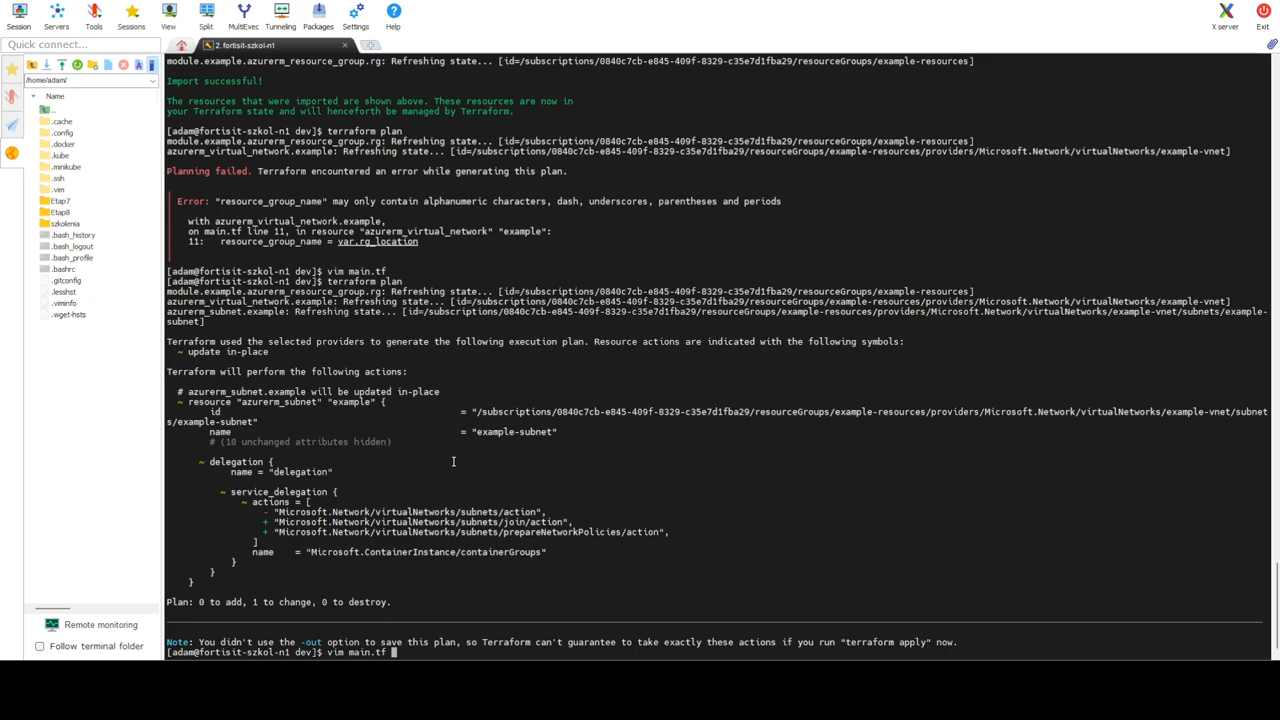 Session Servers Tools Sessions View Split MultiExec Tunneling Packages Settings Help X server Exit
Quick connect...
2. fortisit-szkol-n1
/home/adam/
Name
..
.cache
.config
.docker
.kube
.minikube
.ssh
.vim
Etap7
Etap8
szkolenia
.bash_history
.bash_logout
.bash_profile
.bashrc
.gitconfig
.lesshst
.viminfo
.wget-hsts
Remote monitoring
Follow terminal folder
module.example.azurerm_resource_group.rg: Refreshing state... [id=/subscriptions/0840c7cb-e845-409f-8329-c35e7d1fba29/resourceGroups/example-resources]
Import successful!
The resources that were imported are shown above. These resources are now in
your Terraform state and will henceforth be managed by Terraform.
[adam@fortisit-szkol-n1 dev]$ terraform plan
module.example.azurerm_resource_group.rg: Refreshing state... [id=/subscriptions/0840c7cb-e845-409f-8329-c35e7d1fba29/resourceGroups/example-resources]
azurerm_virtual_network.example: Refreshing state... [id=/subscriptions/0840c7cb-e845-409f-8329-c35e7d1fba29/resourceGroups/example-resources/providers/Microsoft.Network/virtualNetworks/example-vnet]
Planning failed. Terraform encountered an error while generating this plan.
Error: "resource_group_name" may only contain alphanumeric characters, dash, underscores, parentheses and periods
with azurerm_virtual_network.example,
on main.tf line 11, in resource "azurerm_virtual_network" "example":
11: resource_group_name = var.rg_location
[adam@fortisit-szkol-n1 dev]$ vim main.tf
[adam@fortisit-szkol-n1 dev]$ terraform plan
module.example.azurerm_resource_group.rg: Refreshing state... [id=/subscriptions/0840c7cb-e845-409f-8329-c35e7d1fba29/resourceGroups/example-resources]
azurerm_virtual_network.example: Refreshing state... [id=/subscriptions/0840c7cb-e845-409f-8329-c35e7d1fba29/resourceGroups/example-resources/providers/Microsoft.Network/virtualNetworks/example-vnet]
azurerm_subnet.example: Refreshing state... [id=/subscriptions/0840c7cb-e845-409f-8329-c35e7d1fba29/resourceGroups/example-resources/providers/Microsoft.Network/virtualNetworks/example-vnet/subnets/example-
subnet]
Terraform used the selected providers to generate the following execution plan. Resource actions are indicated with the following symbols:
~ update in-place
Terraform will perform the following actions:
# azurerm_subnet.example will be updated in-place
~ resource "azurerm_subnet" "example" {
id = "/subscriptions/0840c7cb-e845-409f-8329-c35e7d1fba29/resourceGroups/example-resources/providers/Microsoft.Network/virtualNetworks/example-vnet/subnet
s/example-subnet"
name = "example-subnet"
# (10 unchanged attributes hidden)
~ delegation {
name = "delegation"
~ service_delegation {
~ actions = [
- "Microsoft.Network/virtualNetworks/subnets/action",
+ "Microsoft.Network/virtualNetworks/subnets/join/action",
+ "Microsoft.Network/virtualNetworks/subnets/prepareNetworkPolicies/action",
]
name = "Microsoft.ContainerInstance/containerGroups"
}
}
}
Plan: 0 to add, 1 to change, 0 to destroy.
Note: You didn't use the -out option to save this plan, so Terraform can't guarantee to take exactly these actions if you run "terraform apply" now.
[adam@fortisit-szkol-n1 dev]$ vim main.tf